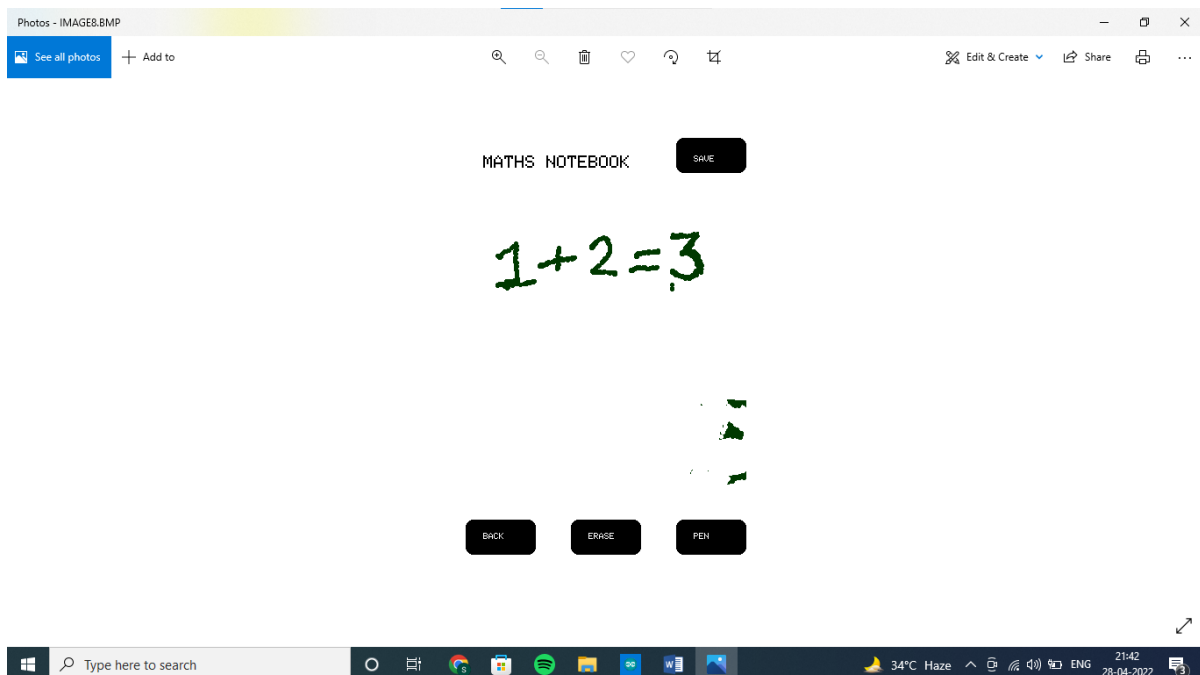 Photos - IMAGE8.BMP
See all photos Add to Edit & Create Share
MATHS NOTEBOOK SAVE
1+2=3
BACK ERASE PEN
Type here to search 34°C Haze ENG 21:42
28-04-2022 3